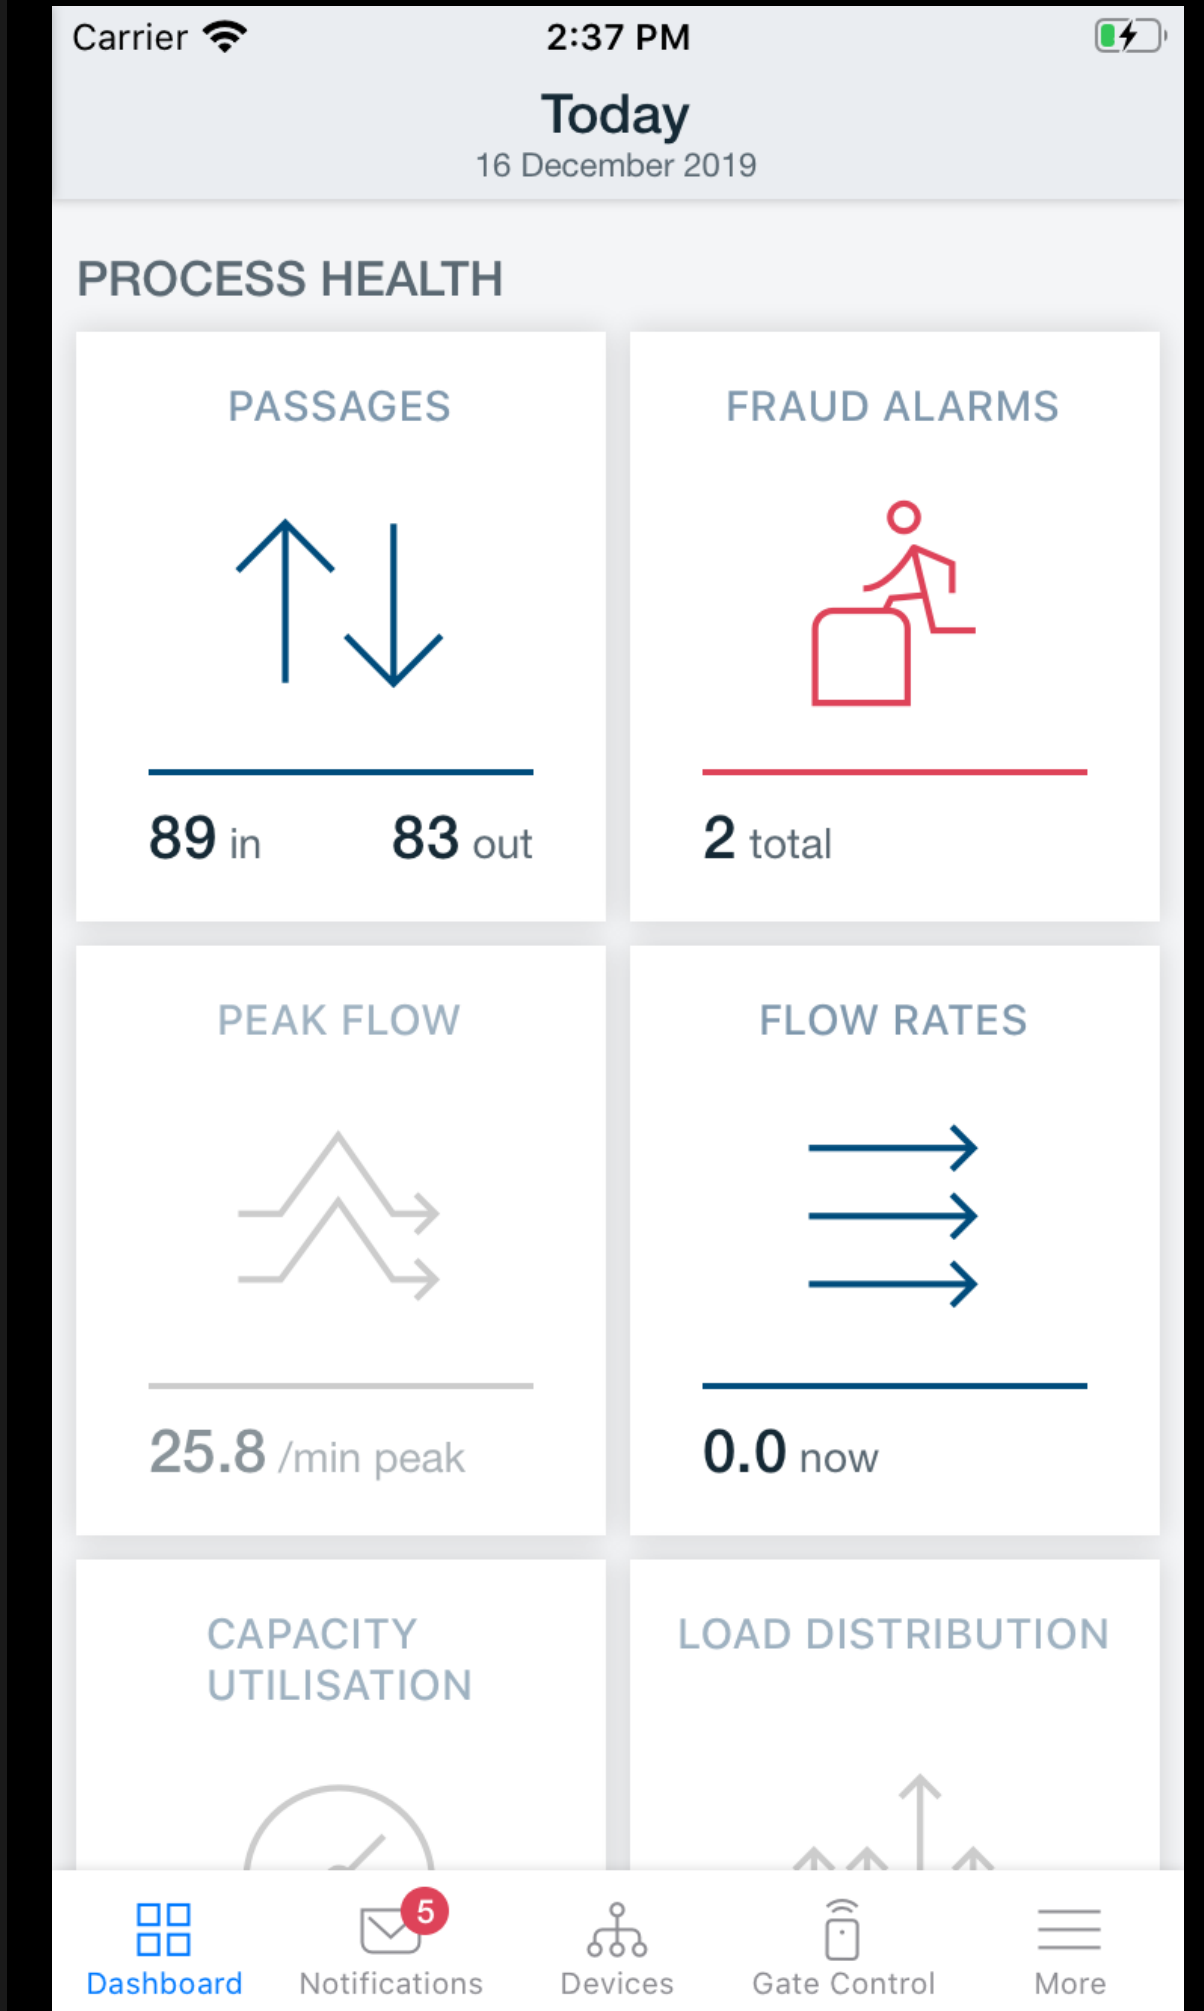 Carrier
2:37 PM
Today
16 December 2019
PROCESS HEALTH
PASSAGES
89 in
83 out
FRAUD ALARMS
2 total
PEAK FLOW
25.8 /min peak
FLOW RATES
0.0 now
CAPACITY
UTILISATION
LOAD DISTRIBUTION
Dashboard
5
Notifications
Devices
Gate Control
More